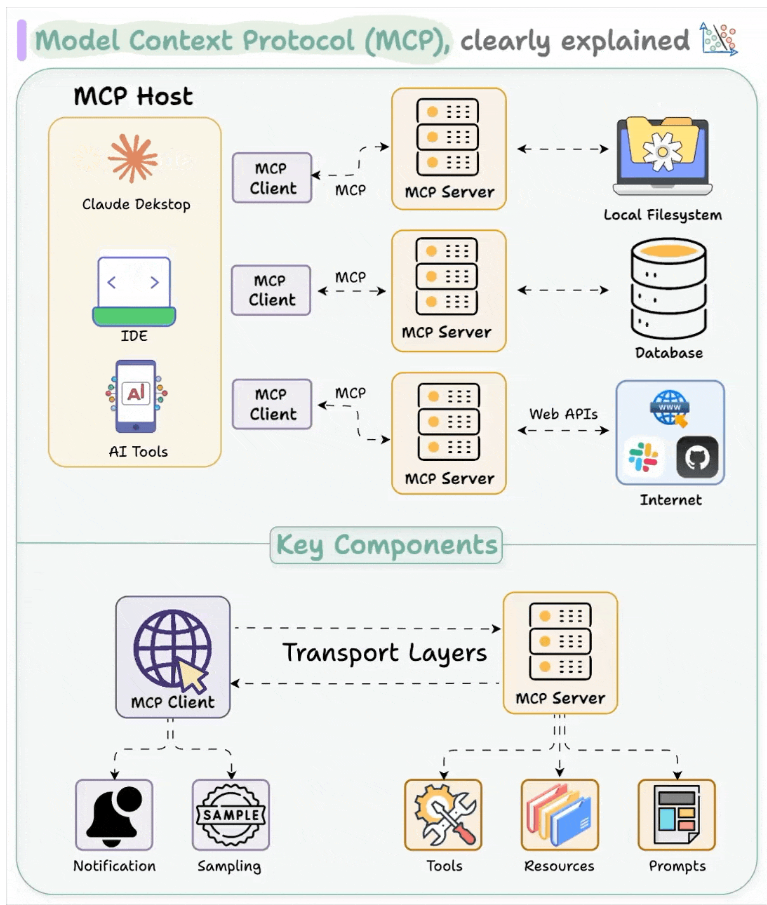 Model Context Protocol (MCP), clearly explained
MCP Host
Claude Dekstop
IDE
AI
AI Tools
MCP
Client
MCP
MCP Server
Local Filesystem
MCP
Client
MCP
MCP Server
Database
MCP
Client
MCP
MCP Server
Web APIs
WWW
Internet
Key Components
MCP Client
Transport Layers
MCP Server
Notification
SAMPLE
Sampling
Tools
Resources
Prompts